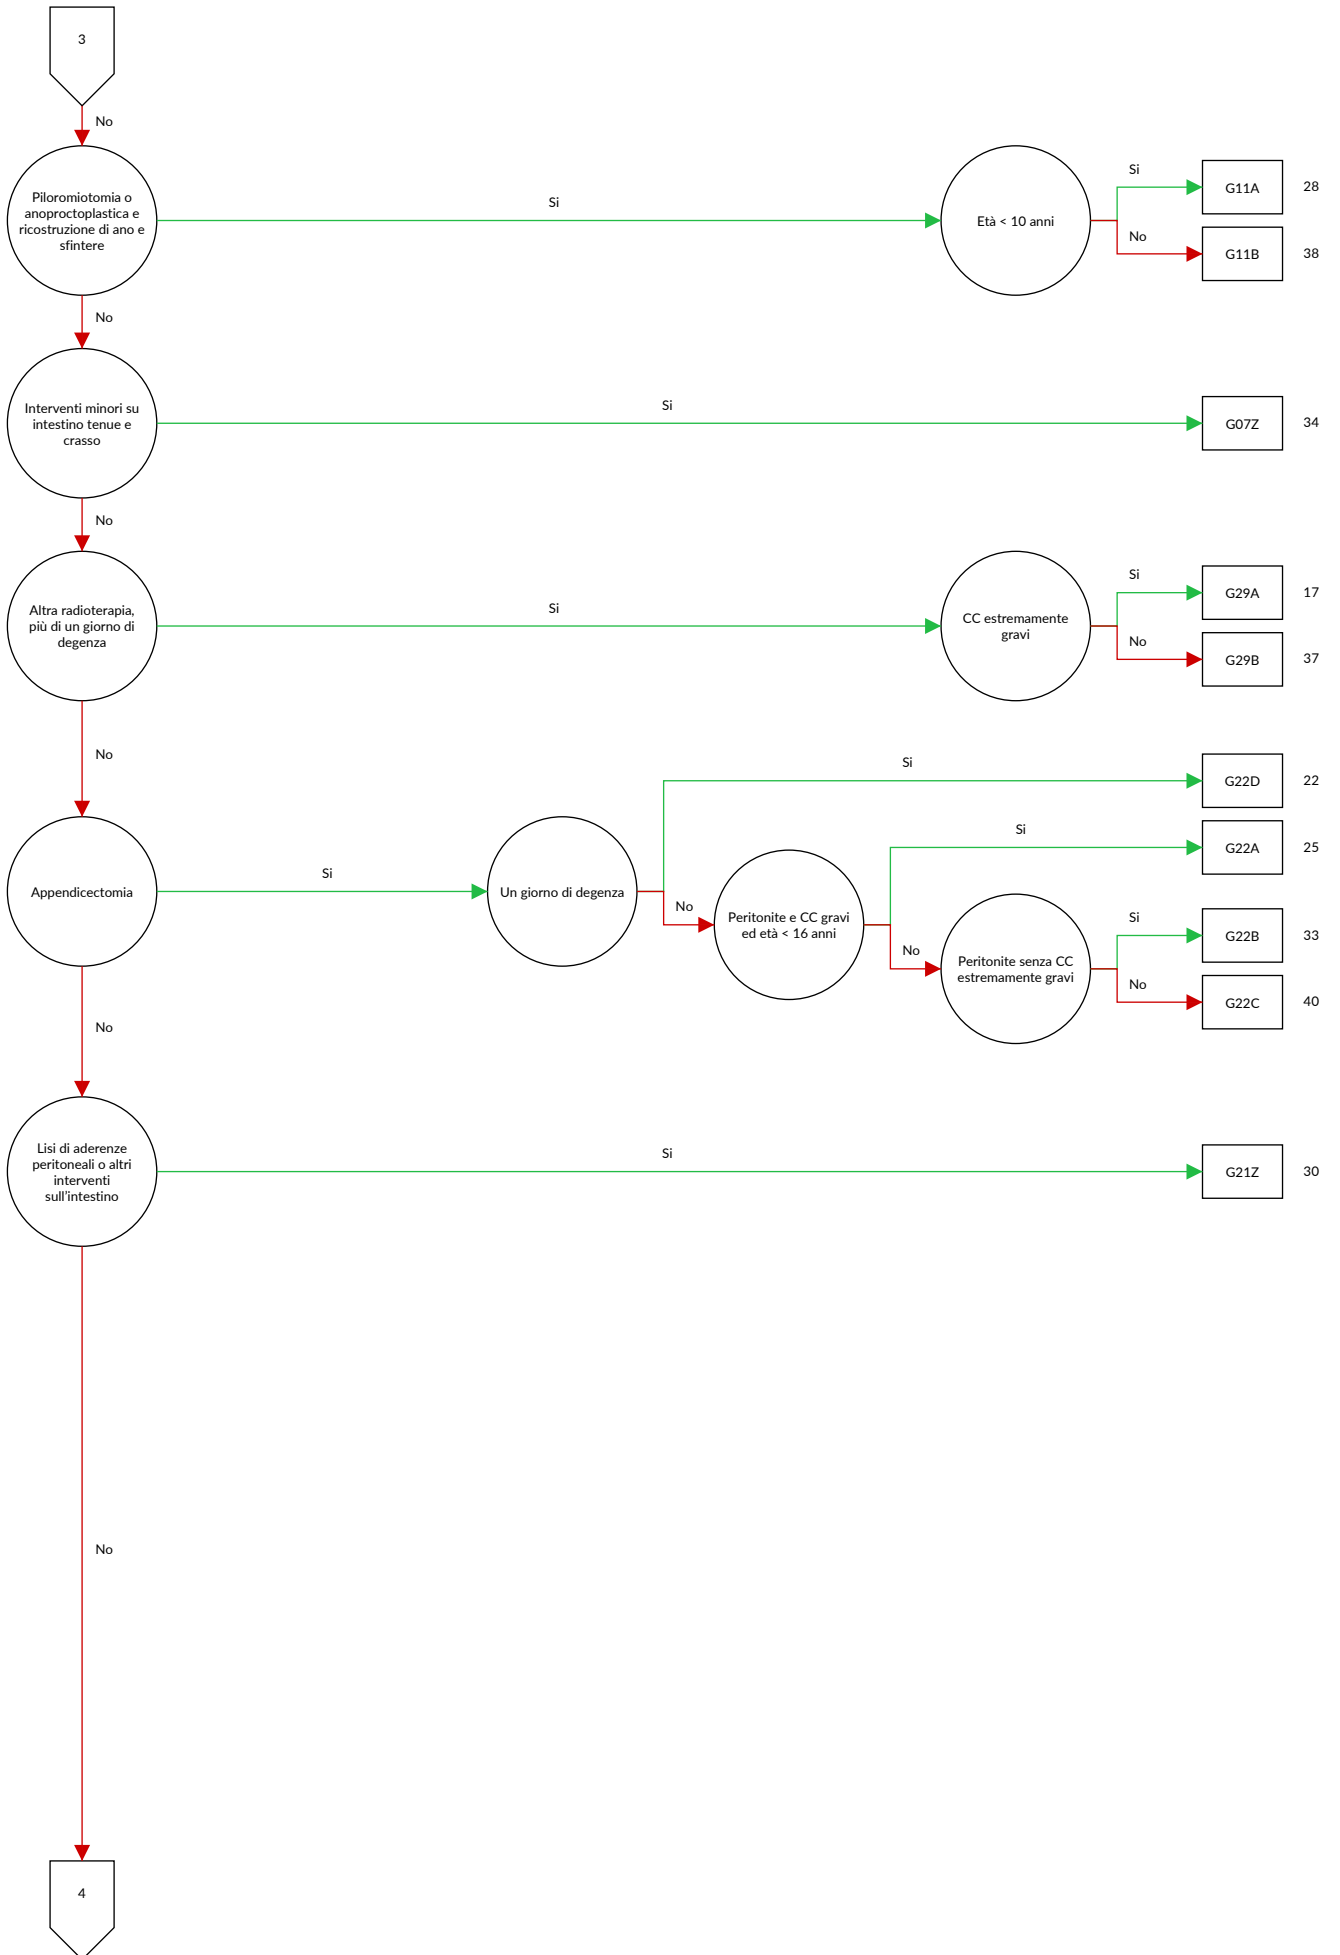 3
No
Piloromiotomia o
anoproctoplastica e
ricostruzione di ano e
sfintere
Si
Età < 10 anni
Si
G11A
28
No
G11B
38
No
Interventi minori su
intestino tenue e
crasso
Si
G07Z
34
No
Altra radioterapia,
più di un giorno di
degenza
Si
CC estremamente
gravi
Si
G29A
17
No
G29B
37
No
Appendicectomia
Si
Un giorno di degenza
Si
G22D
22
No
Peritonite e CC gravi
ed età < 16 anni
Si
G22A
25
No
Peritonite senza CC
estremamente gravi
Si
G22B
33
No
G22C
40
No
Lisi di aderenze
peritoneali o altri
interventi
sull'intestino
Si
G21Z
30
No
4